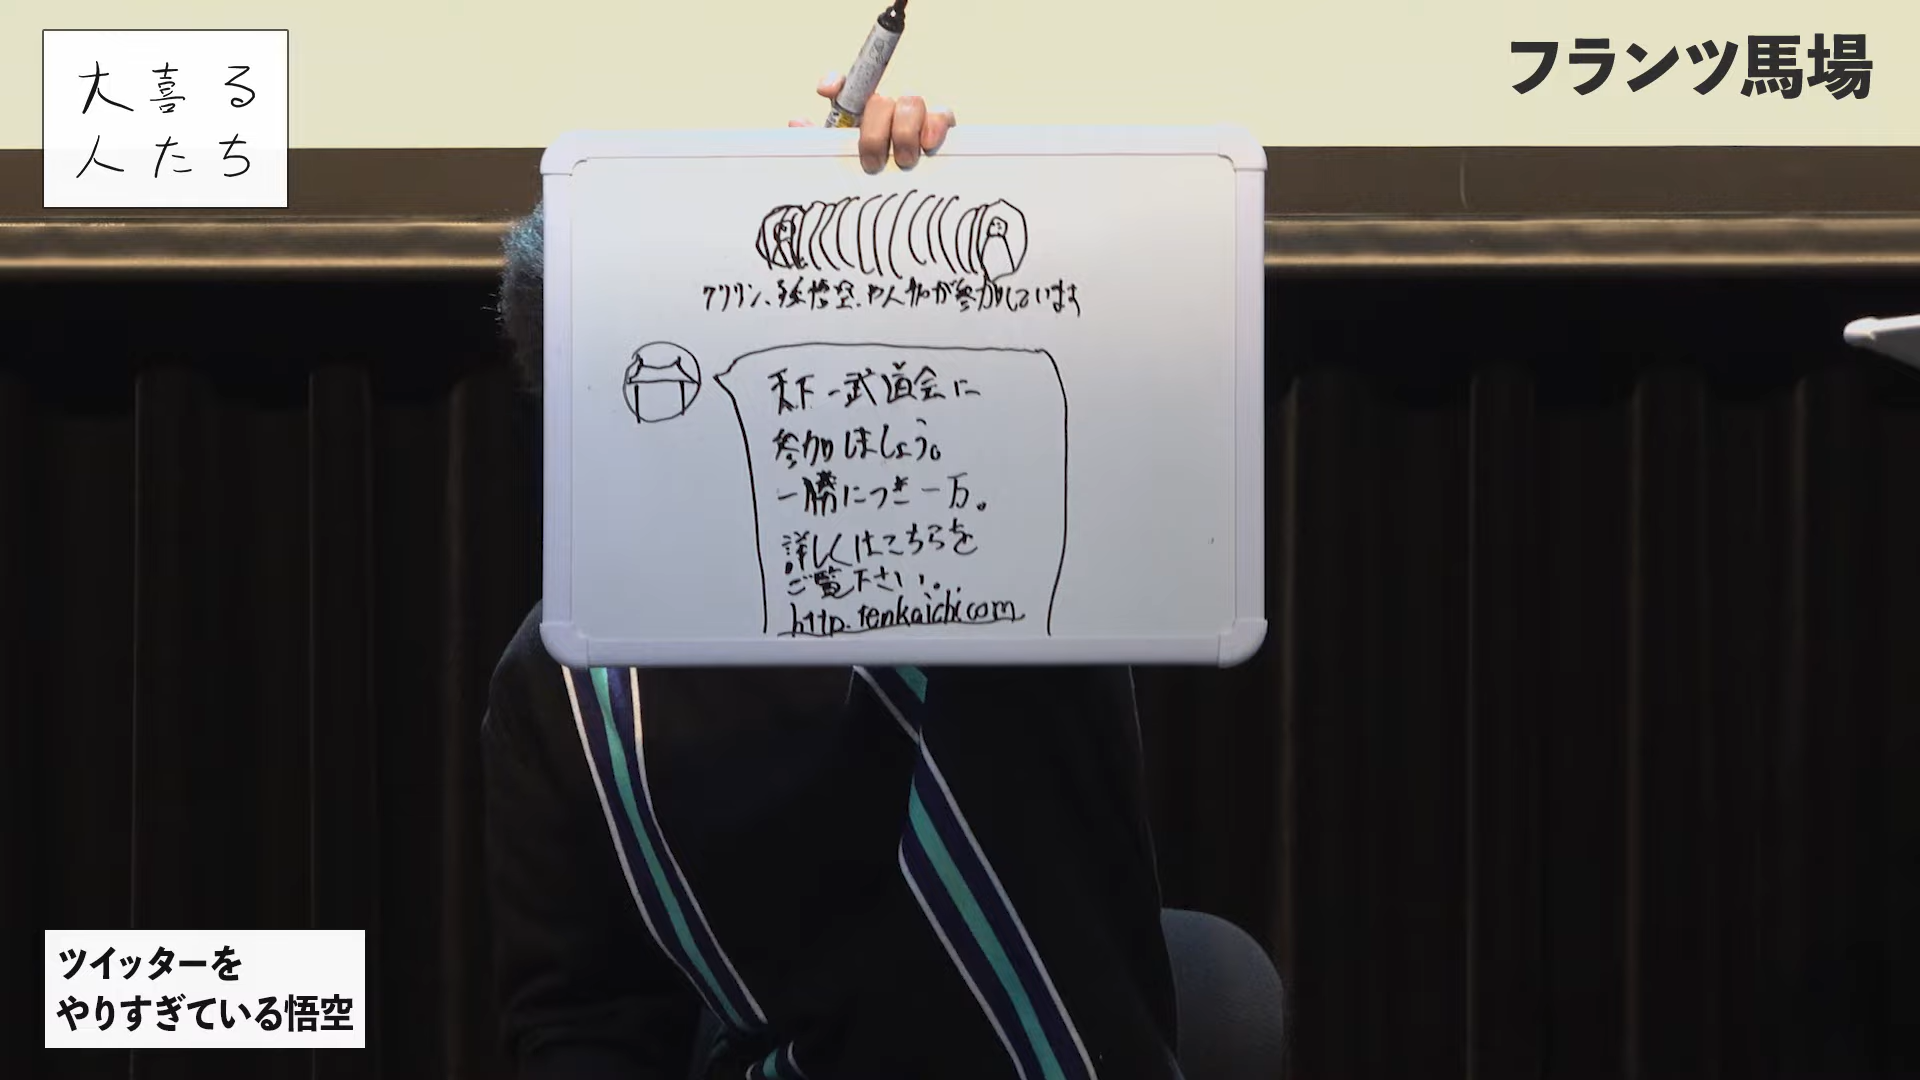 大喜る
人たち
フランツ馬場
クリリン、孫悟空、や人が参加しています
天下一武道会に
参加しましょう。
一勝につき一万。
詳しくはこちらを
ご覧下さい。
http.tenkaichi.com
ツイッターを
やりすぎている悟空